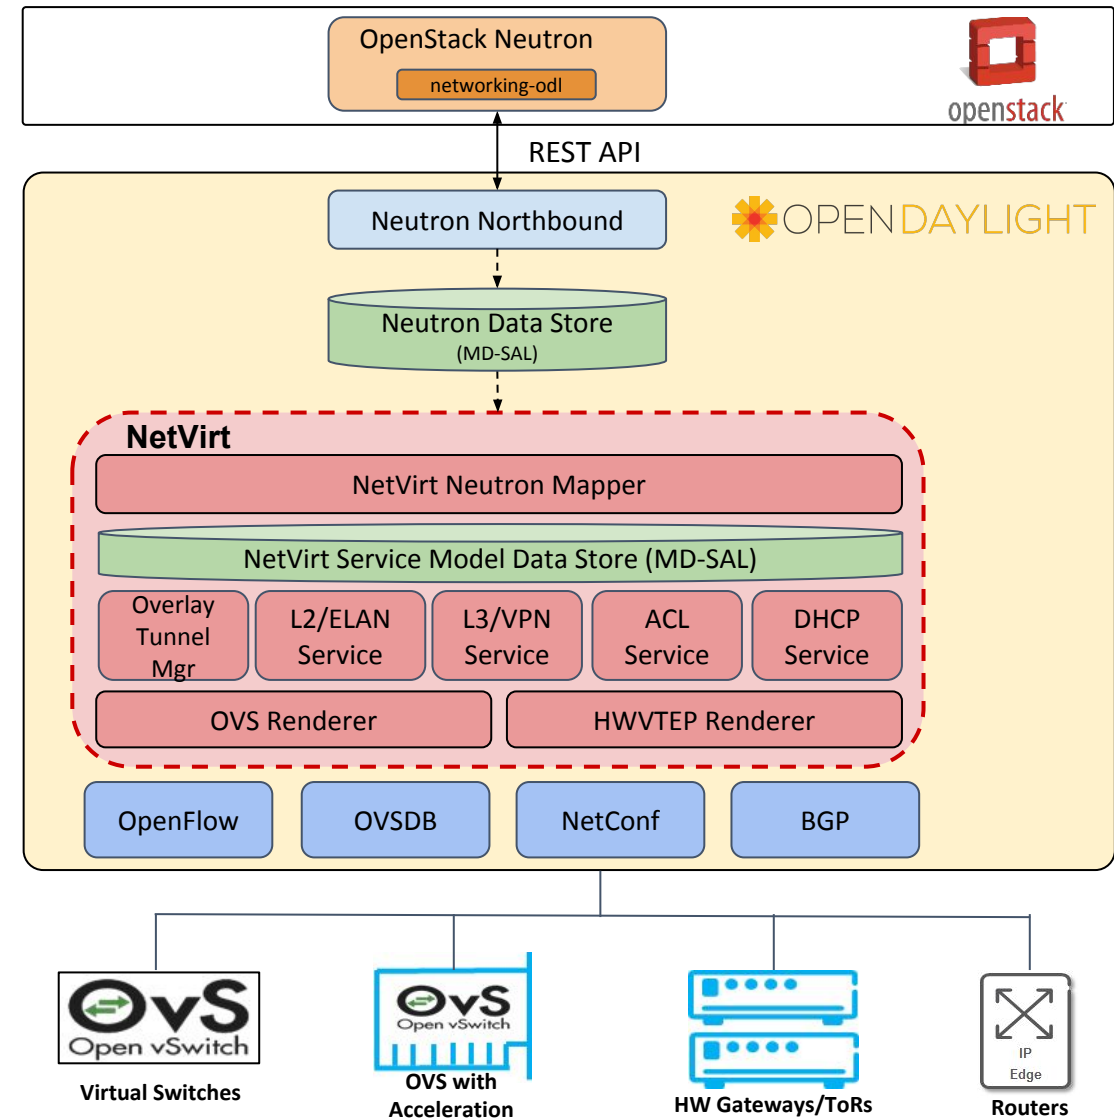 OpenStack Neutron
networking-odl
openstack
REST API
Neutron Northbound
OPENDAYLIGHT
Neutron Data Store
(MD-SAL)
NetVirt
NetVirt Neutron Mapper
NetVirt Service Model Data Store (MD-SAL)
Overlay
Tunnel
Mgr
L2/ELAN
Service
L3/VPN
Service
ACL
Service
DHCP
Service
OVS Renderer
HWVTEP Renderer
OpenFlow
OVSDB
NetConf
BGP
OvS
Open vSwitch
Virtual Switches
OvS
Open vSwitch
OVS with
Acceleration
HW Gateways/ToRs
IP
Edge
Routers